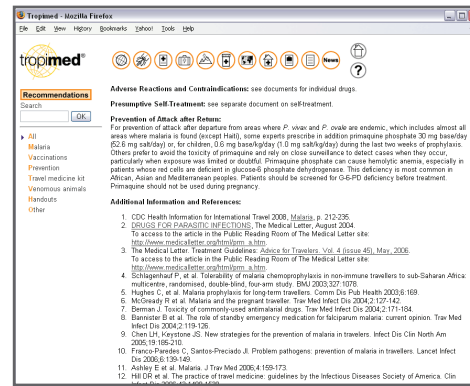 Tropimed - Mozilla Firefox
File Edit View History Bookmarks Yahoo! Tools Help
tropimed®
News
?
Recommendations
Search
OK
All
Malaria
Vaccinations
Prevention
Travel medicine kit
Venomous animals
Handouts
Other
Adverse Reactions and Contraindications: see documents for individual drugs.
Presumptive Self-Treatment: see separate document on self-treatment.
Prevention of Attack after Return:
For prevention of attack after departure from areas where P. vivax and P. ovale are endemic, which includes almost all
areas where malaria is found (except Haiti), some experts prescribe in addition primaquine 30 mg base/day
(52.6 mg salt/day) or, for children, 0.6 mg base/kg/day (1.0 mg salt/kg/day) during the last two weeks of prophylaxis.
Others prefer to avoid the toxicity of primaquine and rely on close surveillance to detect cases when they occur,
particularly when exposure was limited or doubtful. Primaquine phosphate can cause hemolytic anemia, especially in
patients whose red cells are deficient in glucose-6 phosphate dehydrogenase. This deficiency is most common in
African, Asian and Mediterranean peoples. Patients should be screened for G-6-PD deficiency before treatment.
Primaquine should not be used during pregnancy.
Additional Information and References:
1. CDC Health Information for International Travel 2008, Malaria, p. 212-235.
2. DRUGS FOR PARASITIC INFECTIONS, The Medical Letter, August 2004.
To access to the article in the Public Reading Room of The Medical Letter site:
http://www.medicalletter.org/html/prm_a.htm.
3. The Medical Letter. Treatment Guidelines: Advice for Travelers. Vol. 4 (issue 45), May, 2006.
To access to the article in the Public Reading Room of The Medical Letter site:
http://www.medicalletter.org/html/prm_a.htm.
4. Schlagenhauf P, et al. Tolerability of malaria chemoprophylaxis in non-immune travellers to sub-Saharan Africa:
multicentre, randomised, double-blind, four-arm study. BMJ 2003;327:1078.
5. Hughes C, et al. Malaria prophylaxis for long-term travellers. Comm Dis Pub Health 2003;6:169.
6. McGready R et al. Malaria and the pregnant traveller. Trav Med Infect Dis 2004;2:127-142.
7. Berman J. Toxicity of commonly-used antimalarial drugs. Trav Med Infect Dis 2004;2:171-184.
8. Bannister B et al. The role of standby emergency medication for falciparum malaria: current opinion. Trav Med
Infect Dis 2004;2:119-126.
9. Chen LH, Keystone JS. New strategies for the prevention of malaria in travelers. Infect Dis Clin North Am
2005;19:185-210.
10. Franco-Paredes C, Santos-Preciado JI. Problem pathogens: prevention of malaria in travellers. Lancet Infect
Dis 2006;6:139-149.
11. Ashley E et al. Malaria. J Trav Med 2006;4:159-173.
12. Hill DR et al. The practice of travel medicine: guidelines by the Infectious Diseases Society of America. Clin